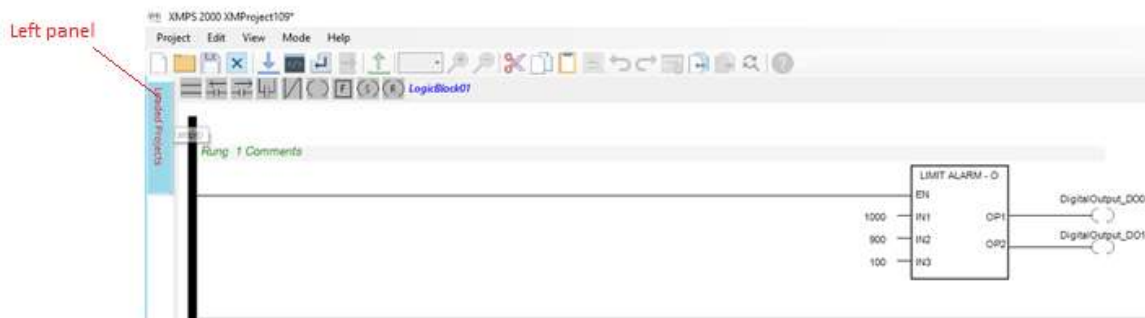 XMPS 2000 XMProject109*
Left panel
Project Edit View Mode Help
LogicBlock01
Loaded Projects
Rung 1 Comments
LIMIT ALARM - O
EN
DigitalOutput_DO0
1000 IN1 OP1
DigitalOutput_DO1
900 IN2 OP2
100 IN3